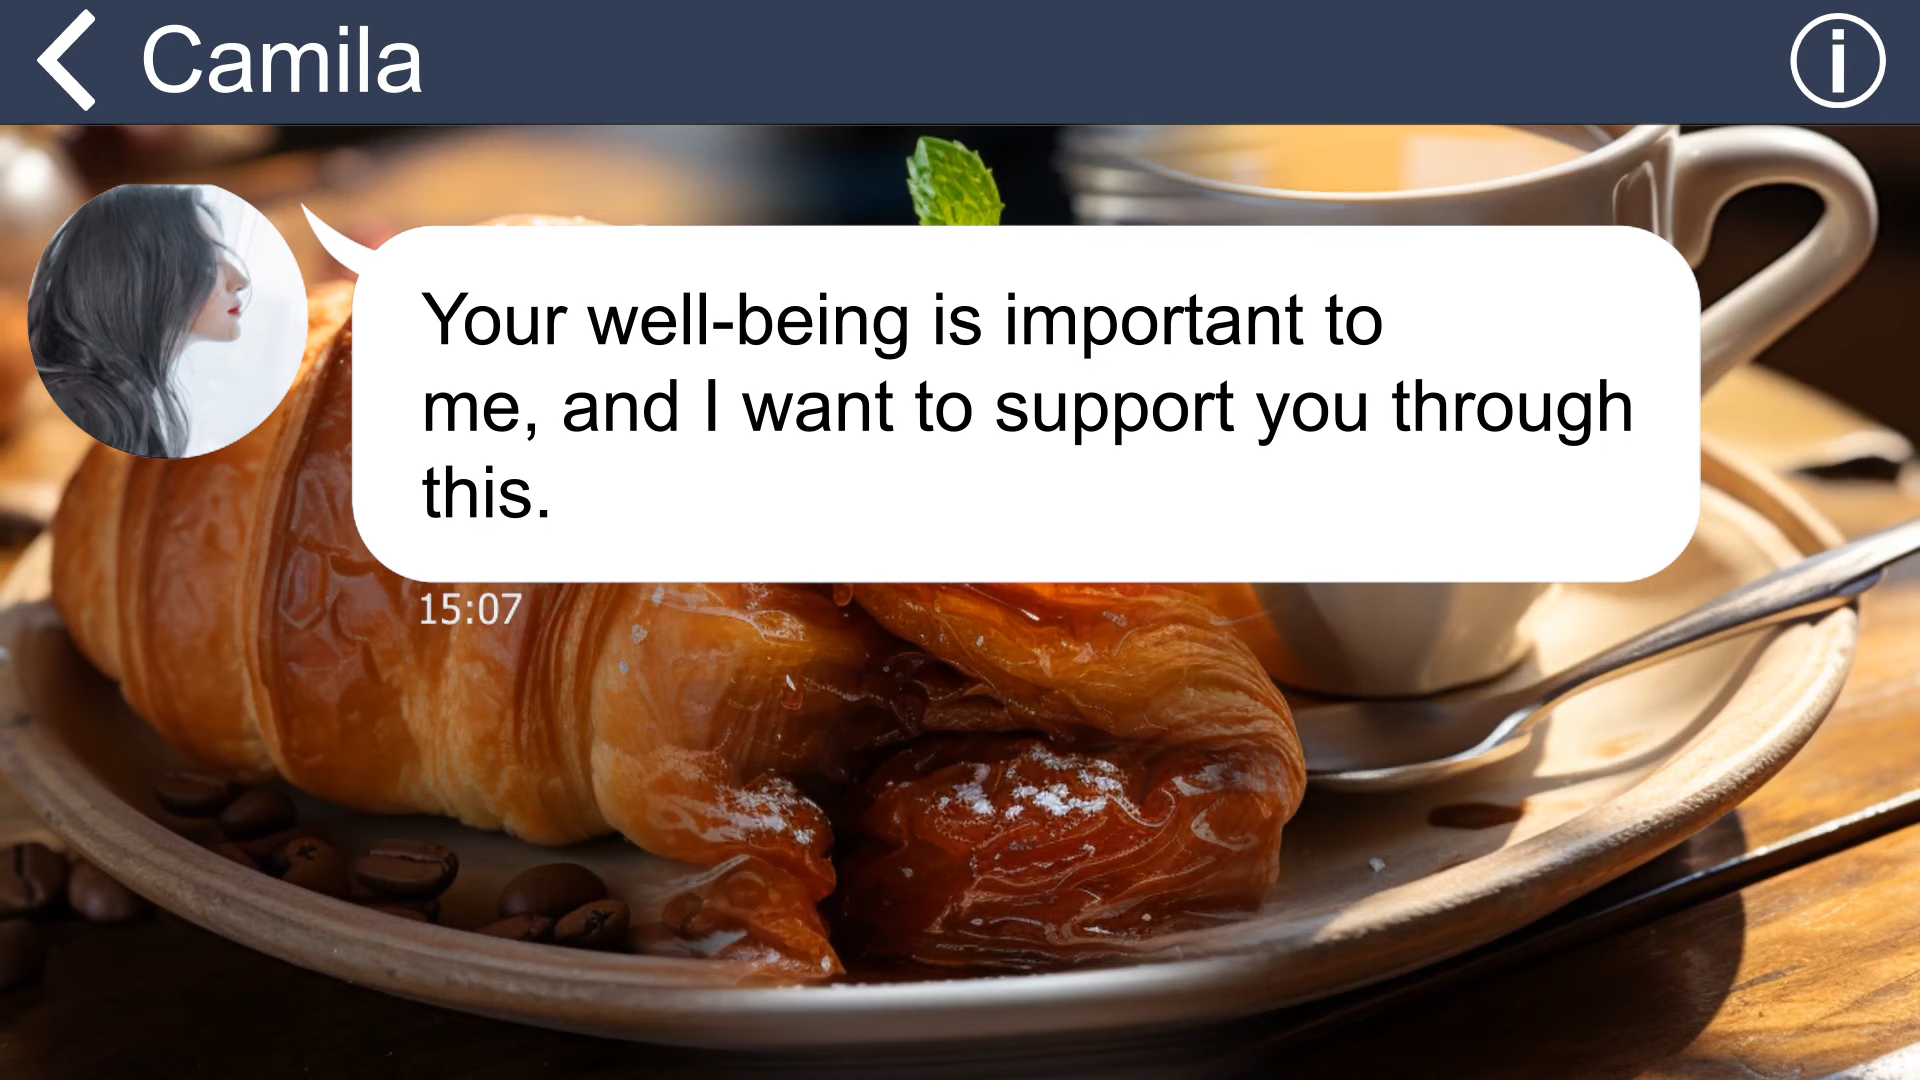 Camila
Your well-being is important to
me, and I want to support you through
this.
15:07